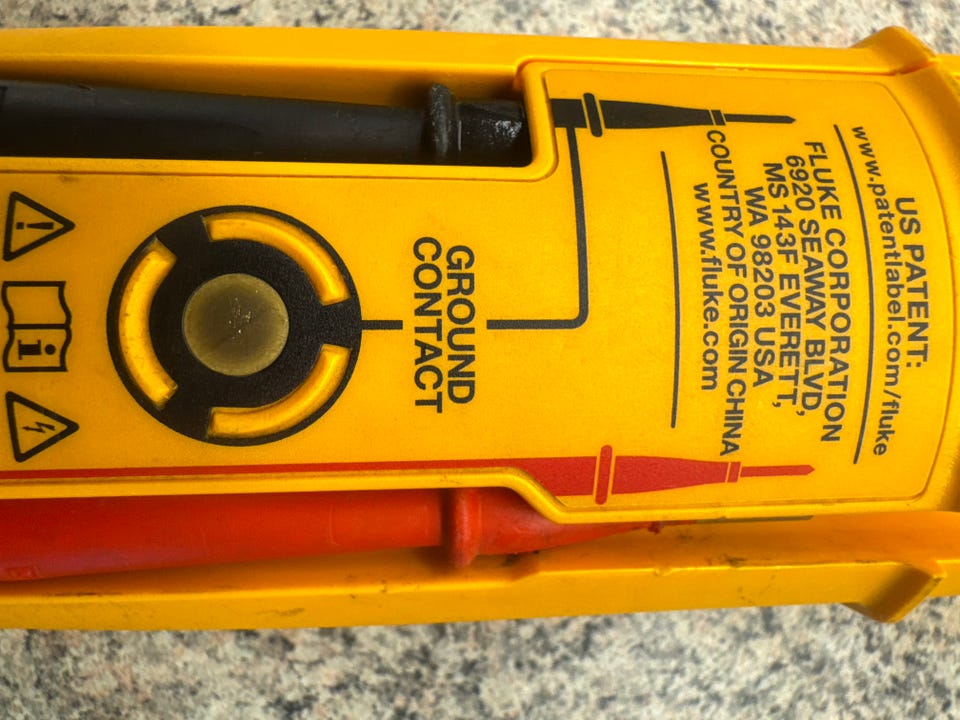 US PATENT:
www.patentlabel.com/fluke
FLUKE CORPORATION
6920 SEAWAY BLVD,
MS 143F EVERETT,
WA 98203 USA
COUNTRY OF ORIGIN CHINA
www.fluke.com
GROUND
CONTACT